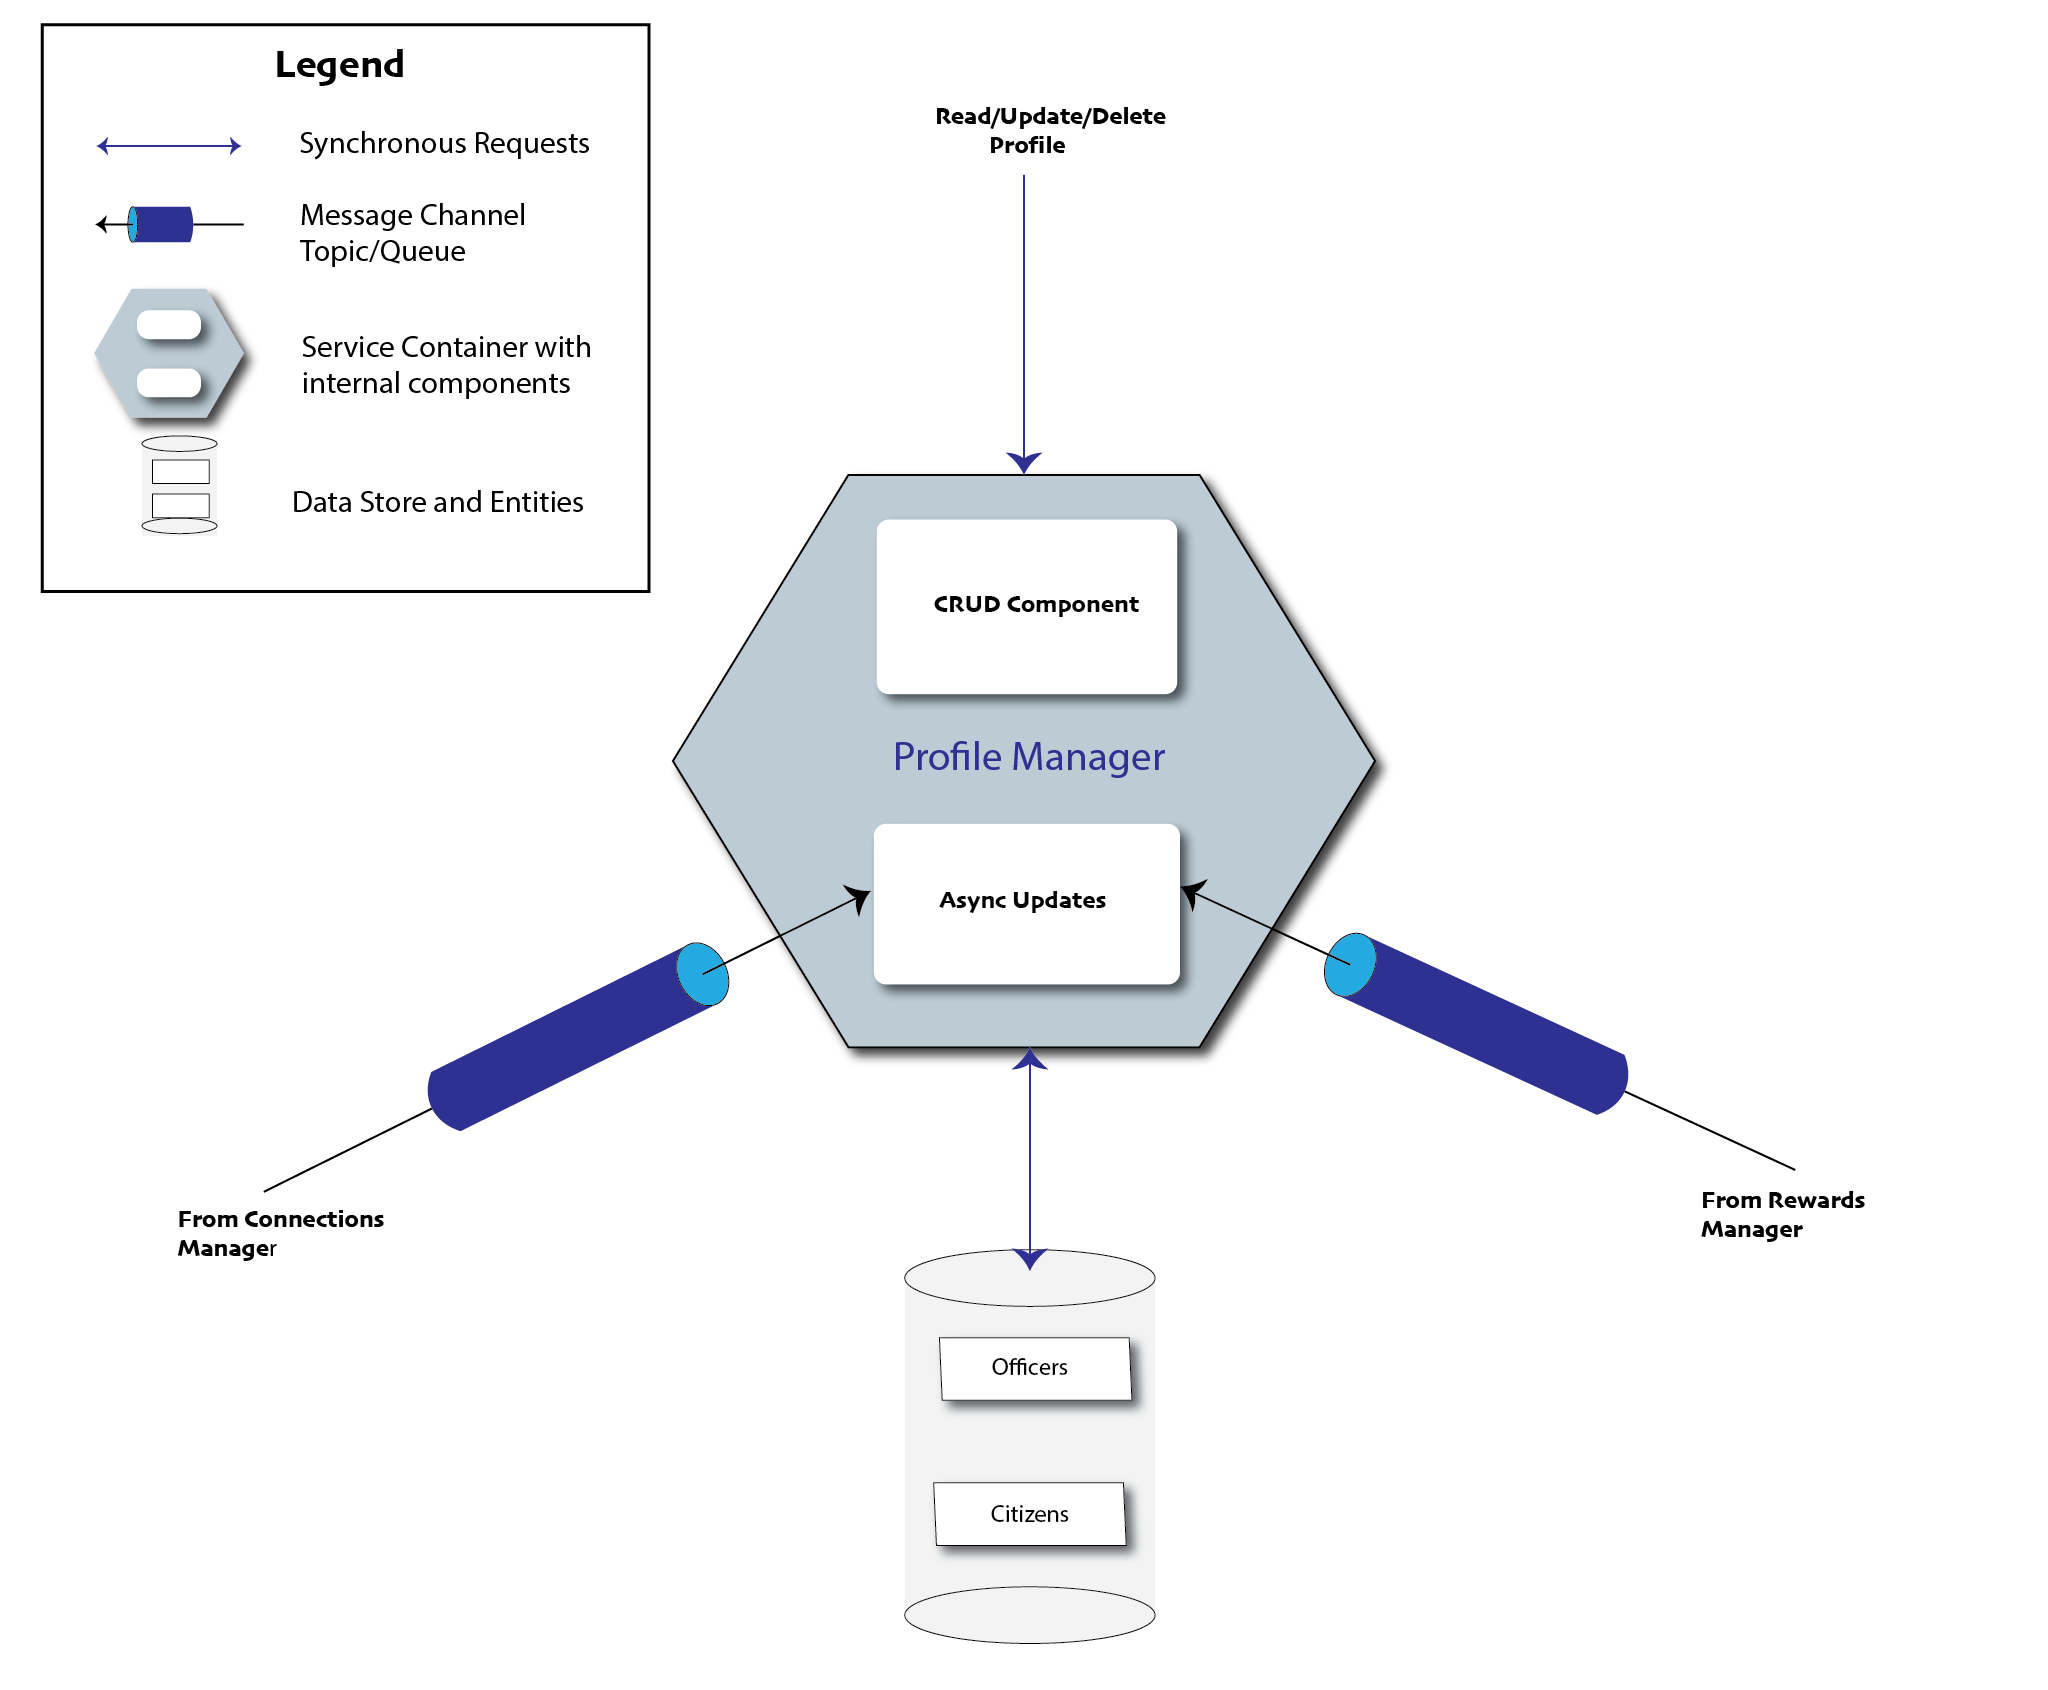 Legend
Synchronous Requests
Message Channel
Topic/Queue
Service Container with
internal components
Data Store and Entities
Read/Update/Delete
Profile
CRUD Component
Profile Manager
Async Updates
From Connections
Manager
From Rewards
Manager
Officers
Citizens